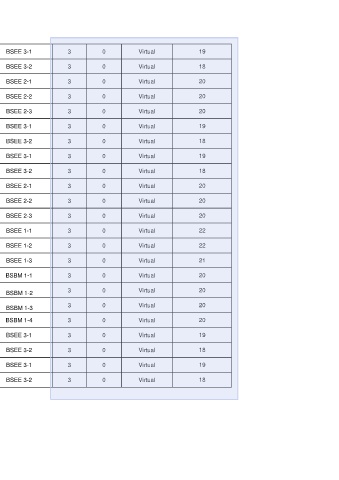 BSEE 3-1 3 0 Virtual 19
BSEE 3-2 3 0 Virtual 18
BSEE 2-1 3 0 Virtual 20
BSEE 2-2 3 0 Virtual 20
BSEE 2-3 3 0 Virtual 20
BSEE 3-1 3 0 Virtual 19
BSEE 3-2 3 0 Virtual 18
BSEE 3-1 3 0 Virtual 19
BSEE 3-2 3 0 Virtual 18
BSEE 2-1 3 0 Virtual 20
BSEE 2-2 3 0 Virtual 20
BSEE 2-3 3 0 Virtual 20
BSEE 1-1 3 0 Virtual 22
BSEE 1-2 3 0 Virtual 22
BSEE 1-3 3 0 Virtual 21
BSBM 1-1 3 0 Virtual 20
BSBM 1-2 3 0 Virtual 20
BSBM 1-3 3 0 Virtual 20
BSBM 1-4 3 0 Virtual 20
BSEE 3-1 3 0 Virtual 19
BSEE 3-2 3 0 Virtual 18
BSEE 3-1 3 0 Virtual 19
BSEE 3-2 3 0 Virtual 18